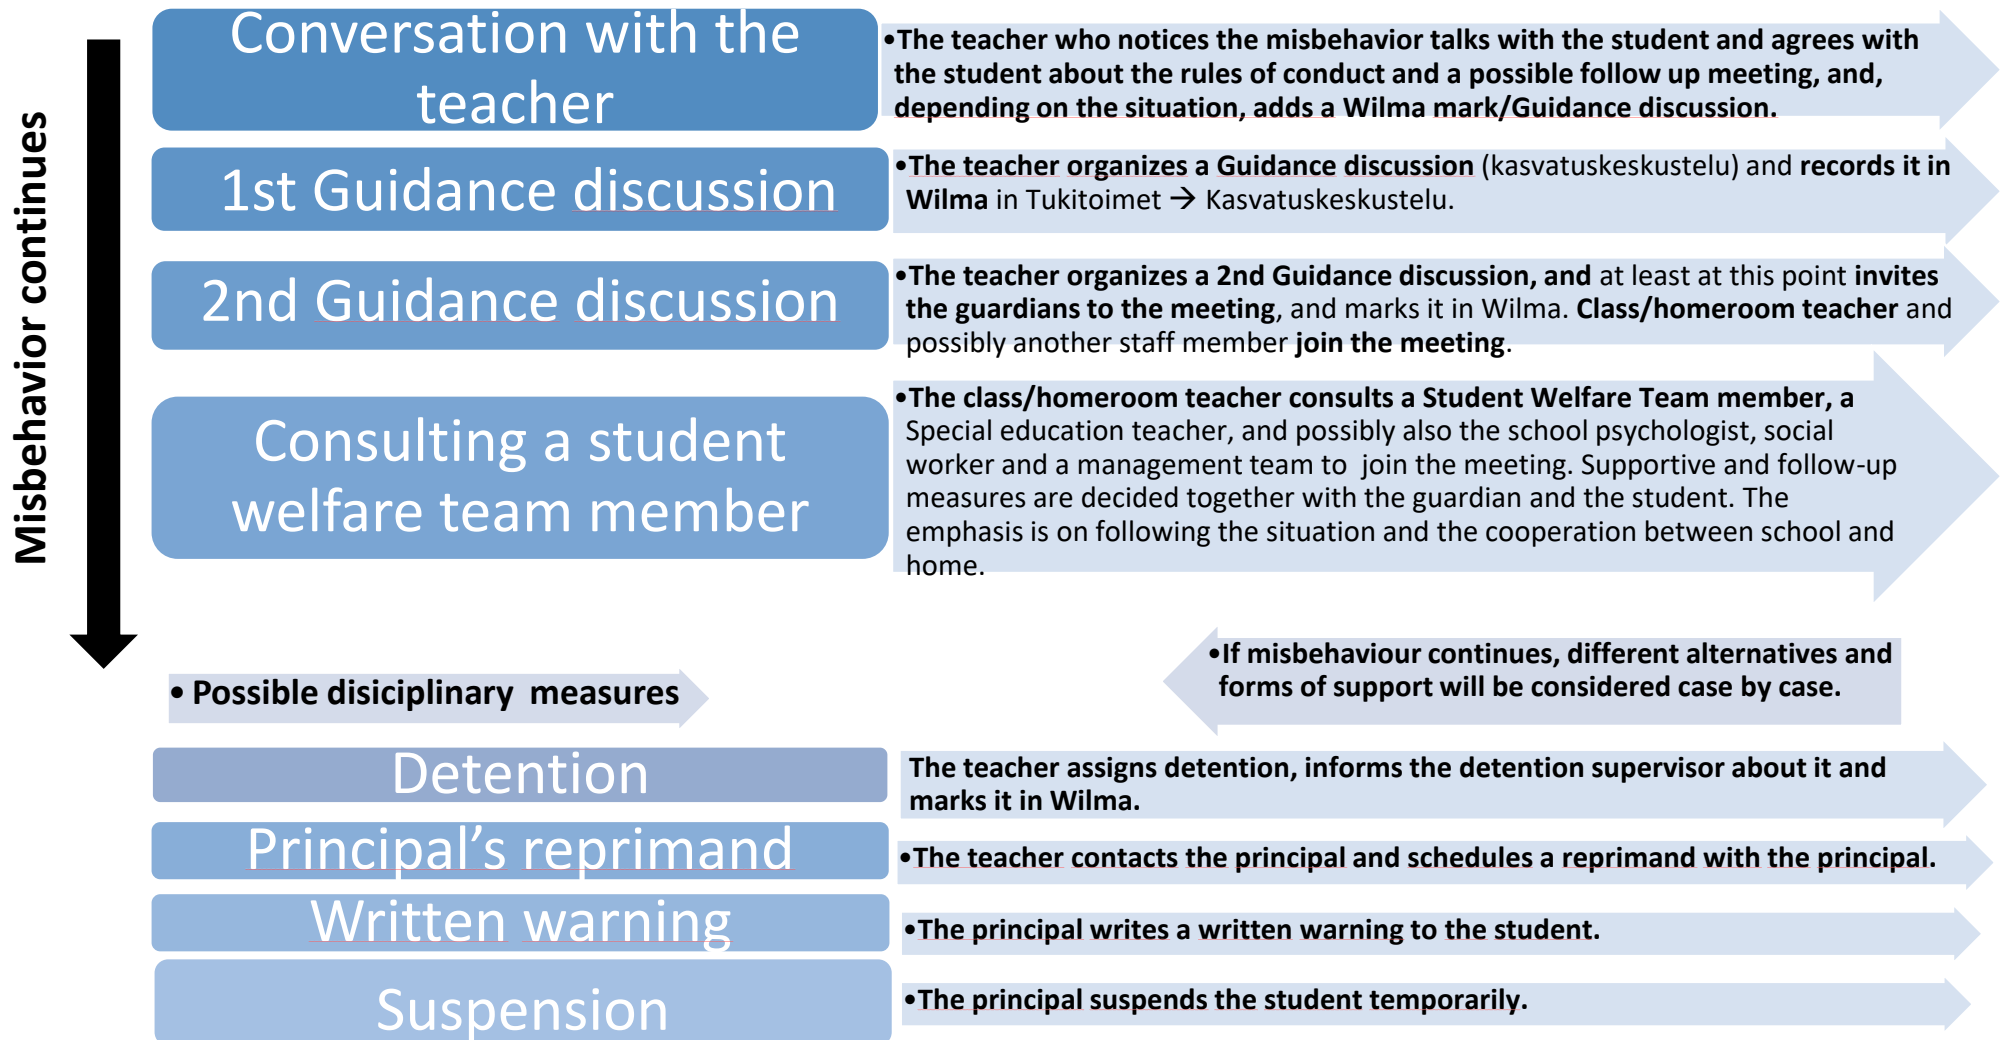 Misbehavior continues
Conversation with the
teacher
•The teacher who notices the misbehavior talks with the student and agrees with
the student about the rules of conduct and a possible follow up meeting, and,
depending on the situation, adds a Wilma mark/Guidance discussion.
1st Guidance discussion
•The teacher organizes a Guidance discussion (kasvatuskeskustelu) and records it in
Wilma in Tukitoimet → Kasvatuskeskustelu.
2nd Guidance discussion
•The teacher organizes a 2nd Guidance discussion, and at least at this point invites
the guardians to the meeting, and marks it in Wilma. Class/homeroom teacher and
possibly another staff member join the meeting.
Consulting a student
welfare team member
•The class/homeroom teacher consults a Student Welfare Team member, a
Special education teacher, and possibly also the school psychologist, social
worker and a management team to  join the meeting. Supportive and follow-up
measures are decided together with the guardian and the student. The
emphasis is on following the situation and the cooperation between school and
home.
• Possible disiciplinary  measures
•If misbehaviour continues, different alternatives and
forms of support will be considered case by case.
Detention
The teacher assigns detention, informs the detention supervisor about it and
marks it in Wilma.
Principal's reprimand
•The teacher contacts the principal and schedules a reprimand with the principal.
Written warning
•The principal writes a written warning to the student.
Suspension
•The principal suspends the student temporarily.